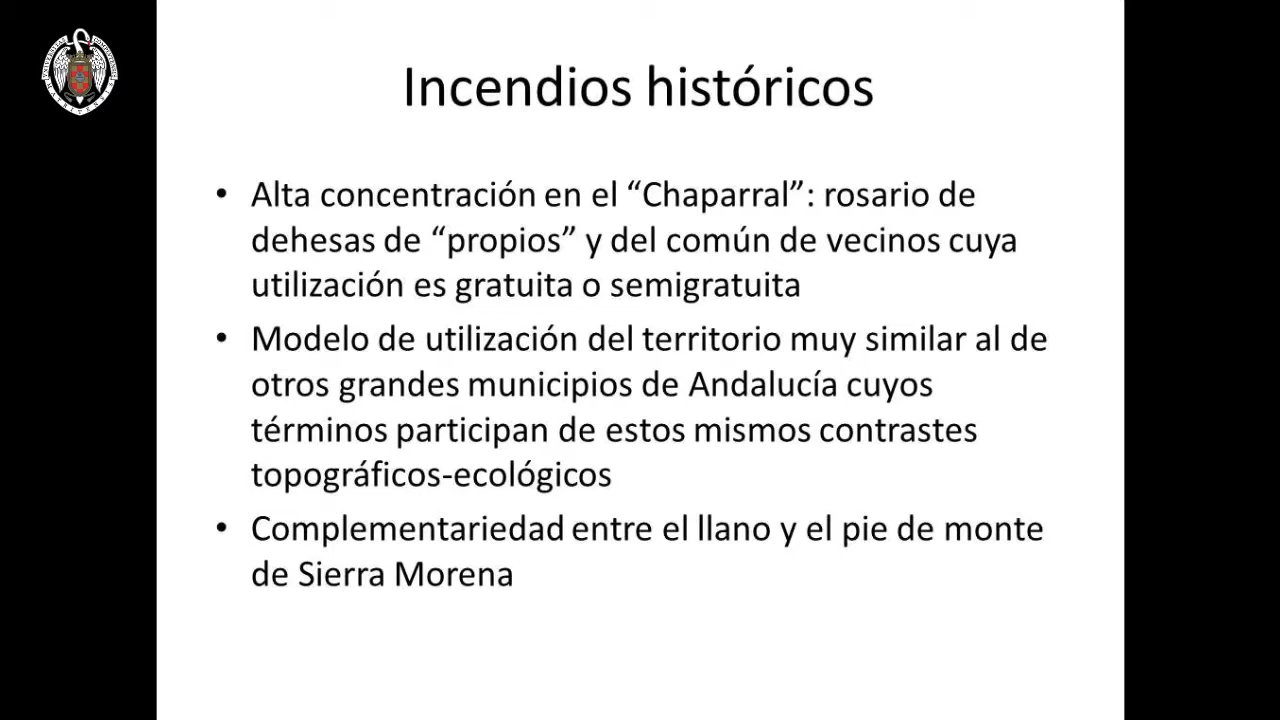 Incendios históricos
• Alta concentración en el “Chaparral”: rosario de
dehesas de “propios” y del común de vecinos cuya
utilización es gratuita o semigratuita
• Modelo de utilización del territorio muy similar al de
otros grandes municipios de Andalucía cuyos
términos participan de estos mismos contrastes
topográficos-ecológicos
• Complementariedad entre el llano y el pie de monte
de Sierra Morena